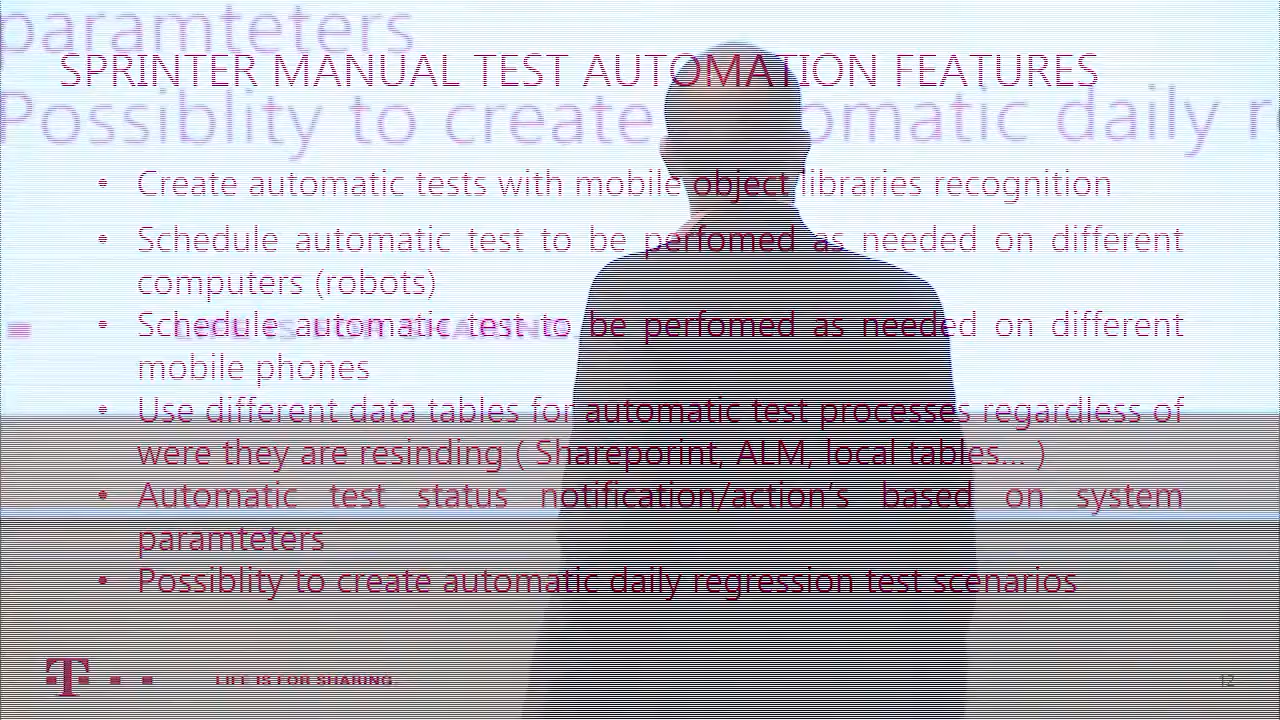 paramteters
SPRINTER MANUAL TEST AUTOMATION FEATURES
Possiblity to create automatic daily r
• Create automatic tests with mobile object libraries recognition
• Schedule automatic test to be perfomed as needed on different
computers (robots)
• Schedule automatic test to be perfomed as needed on different
mobile phones
• Use different data tables for automatic test processes regardless of
were they are resinding ( Shareporint, ALM, local tables... )
• Automatic test status notification/action's based on system
paramteters
• Possiblity to create automatic daily regression test scenarios
T
LIFE IS FOR SHARING.
12